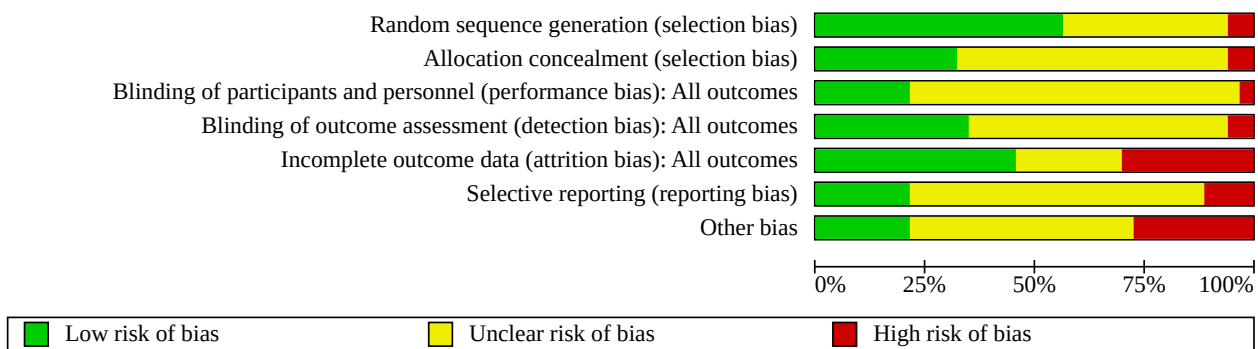 Random sequence generation (selection bias)
Allocation concealment (selection bias)
Blinding of participants and personnel (performance bias): All outcomes
Blinding of outcome assessment (detection bias): All outcomes
Incomplete outcome data (attrition bias): All outcomes
Selective reporting (reporting bias)
Other bias
0% 25% 50% 75% 100%
Low risk of bias Unclear risk of bias High risk of bias